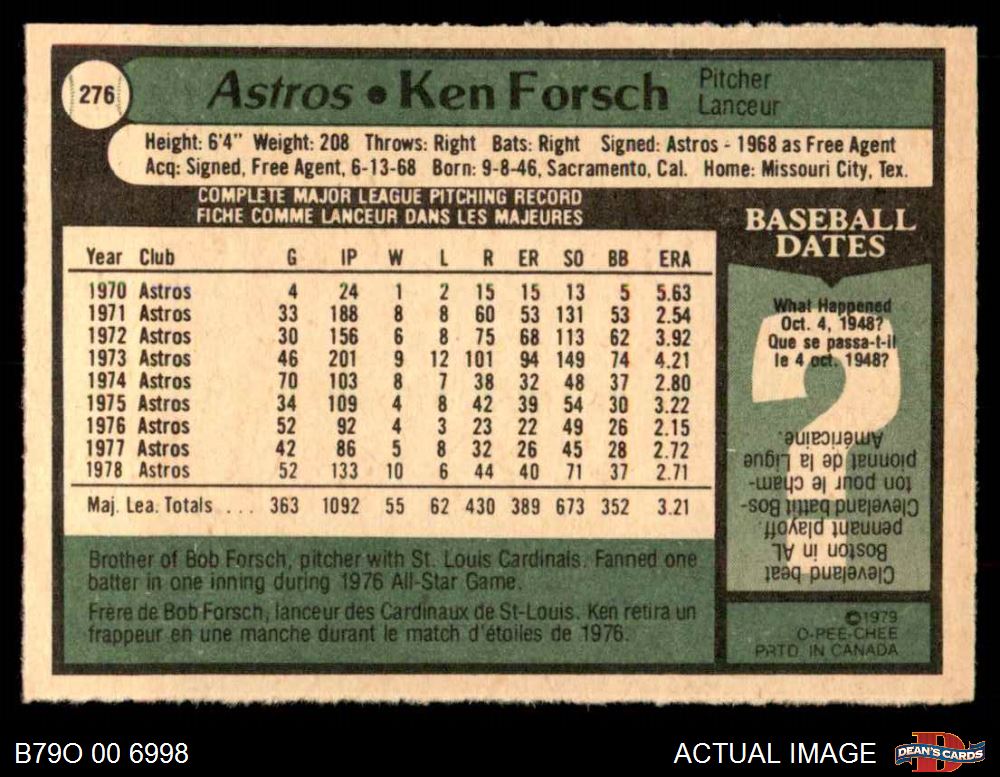 276
Astros • Ken Forsch
Pitcher
Lanceur
Height: 6'4" Weight: 208 Throws: Right Bats: Right Signed: Astros - 1968 as Free Agent
Acq: Signed, Free Agent, 6-13-68 Born: 9-8-46, Sacramento, Cal. Home: Missouri City, Tex.
COMPLETE MAJOR LEAGUE PITCHING RECORD
FICHE COMME LANCEUR DANS LES MAJEURES
Year Club G IP W L R ER SO BB ERA
1970 Astros 4 24 1 2 15 15 13 5 5.63
1971 Astros 33 188 8 8 60 53 131 53 2.54
1972 Astros 30 156 6 8 75 68 113 62 3.92
1973 Astros 46 201 9 12 101 94 149 74 4.21
1974 Astros 70 103 8 7 38 32 48 37 2.80
1975 Astros 34 109 4 8 42 39 54 30 3.22
1976 Astros 52 92 4 3 23 22 49 26 2.15
1977 Astros 42 86 5 8 32 26 45 28 2.72
1978 Astros 52 133 10 6 44 40 71 37 2.71
Maj. Lea. Totals . . . 363 1092 55 62 430 389 673 352 3.21
Brother of Bob Forsch, pitcher with St. Louis Cardinals. Fanned one
batter in one inning during 1976 All-Star Game.
Frère de Bob Forsch, lanceur des Cardinaux de St-Louis. Ken retira un
frappeur en une manche durant le match d'étoiles de 1976.
BASEBALL
DATES
What Happened
Oct. 4, 1948?
Que se passa-t-il
le 4 oct. 1948?
Cleveland beat
Boston in AL
pennant playoff.
Cleveland battit Bos-
ton pour le cham-
pionnat de la Ligue
Américaine.
©1979
O-PEE-CHEE
PRTD. IN CANADA
B79O 00 6998
ACTUAL IMAGE
D
DEAN'S CARDS